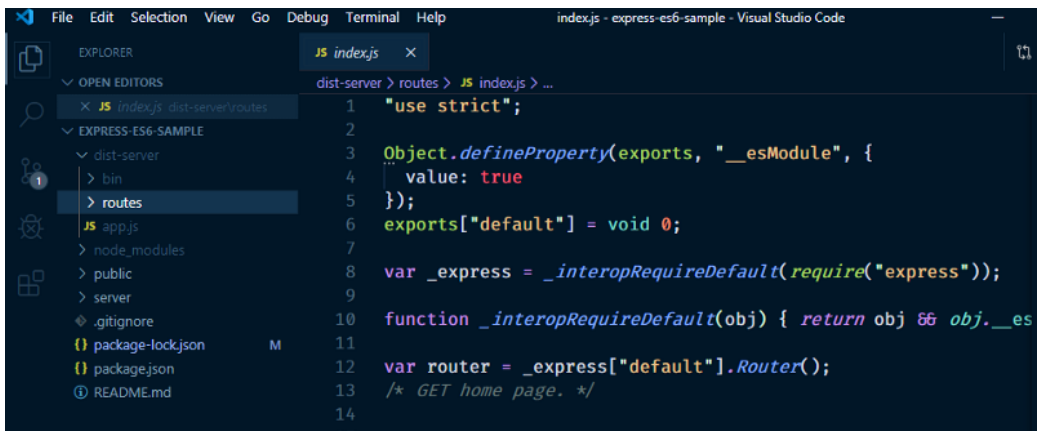 File Edit Selection View Go Debug Terminal Help index.js - express-es6-sample - Visual Studio Code
EXPLORER
OPEN EDITORS
JS index.js dist-server\routes
EXPRESS-ES6-SAMPLE
dist-server
bin
routes
JS app.js
node_modules
public
server
.gitignore
{} package-lock.json M
{} package.json
README.md
1
JS index.js
dist-server > routes > JS index.js > ...
1 "use strict";
2
3 Object.defineProperty(exports, "__esModule", {
4 value: true
5 });
6 exports["default"] = void 0;
7
8 var _express = _interopRequireDefault(require("express"));
9
10 function _interopRequireDefault(obj) { return obj && obj.__es
11
12 var router = _express["default"].Router();
13 /* GET home page. */
14